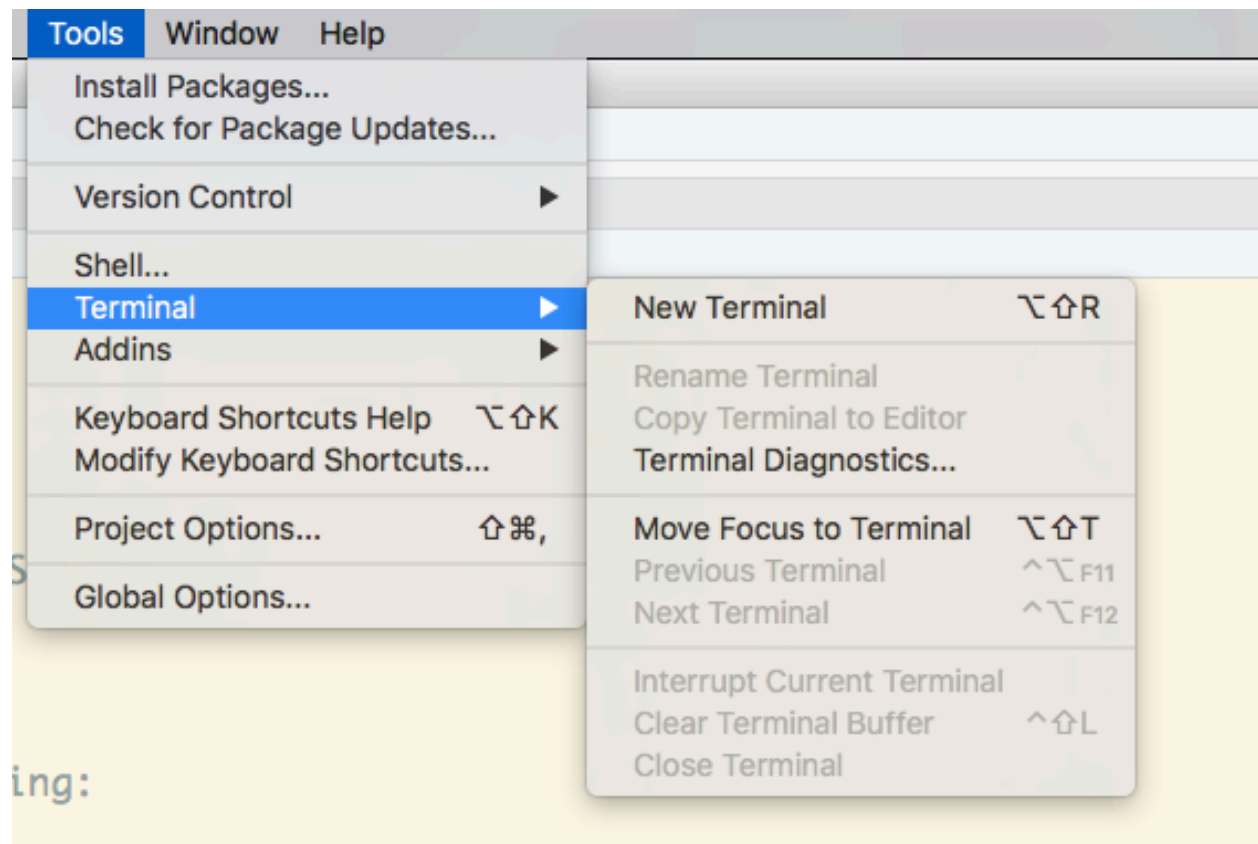 Tools Window Help
Install Packages...
Check for Package Updates...
Version Control ▶
Shell...
Terminal ▶
Addins ▶
Keyboard Shortcuts Help ⌥⇧K
Modify Keyboard Shortcuts...
Project Options... ⇧⌘,
Global Options...
New Terminal ⌥⇧R
Rename Terminal
Copy Terminal to Editor
Terminal Diagnostics...
Move Focus to Terminal ⌥⇧T
Previous Terminal ^⌥F11
Next Terminal ^⌥F12
Interrupt Current Terminal
Clear Terminal Buffer ^⇧L
Close Terminal
s
ing: